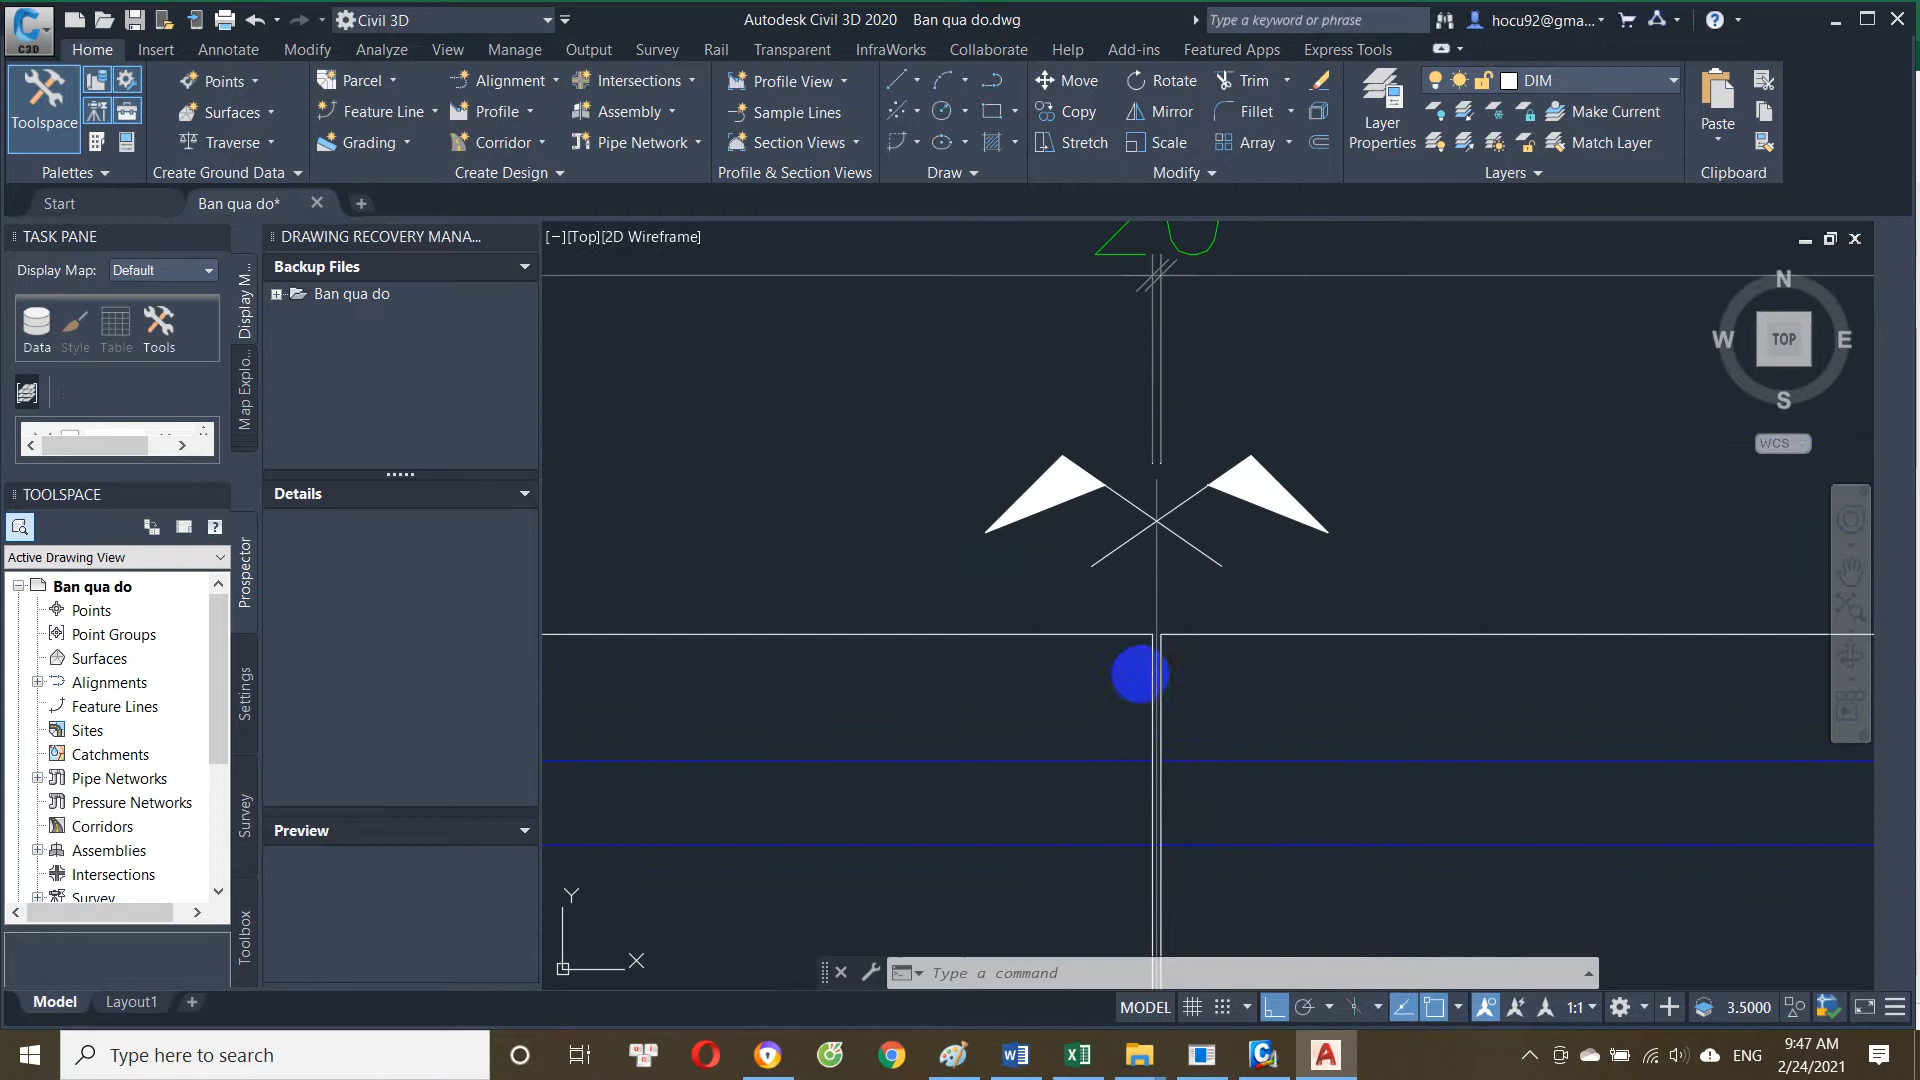 Civil 3D
Autodesk Civil 3D 2020 Ban qua do.dwg
Type a keyword or phrase
hocu92@gma...
C3D
Home Insert Annotate Modify Analyze View Manage Output Survey Rail Transparent InfraWorks Collaborate Help Add-ins Featured Apps Express Tools
Toolspace
Points
Surfaces
Traverse
Parcel
Feature Line
Grading
Alignment
Profile
Corridor
Intersections
Assembly
Pipe Network
Profile View
Sample Lines
Section Views
Move
Copy
Stretch
Rotate
Mirror
Scale
Trim
Fillet
Array
Layer
Properties
DIM
Make Current
Match Layer
Paste
Palettes
Create Ground Data
Create Design
Profile & Section Views
Draw
Modify
Layers
Clipboard
Start
Ban qua do*
TASK PANE
Display Map: Default
Data Style Table Tools
Display M...
Map Explo...
DRAWING RECOVERY MANA...
Backup Files
Ban qua do
Details
Preview
TOOLSPACE
Active Drawing View
Ban qua do
Points
Point Groups
Surfaces
Alignments
Feature Lines
Sites
Catchments
Pipe Networks
Pressure Networks
Corridors
Assemblies
Intersections
Survey
Prospector
Settings
Survey
Toolbox
[−][Top][2D Wireframe]
N
W TOP E
S
WCS
Y
X
Type a command
Model Layout1
MODEL
1:1
3.5000
Type here to search
ENG
9:47 AM
2/24/2021